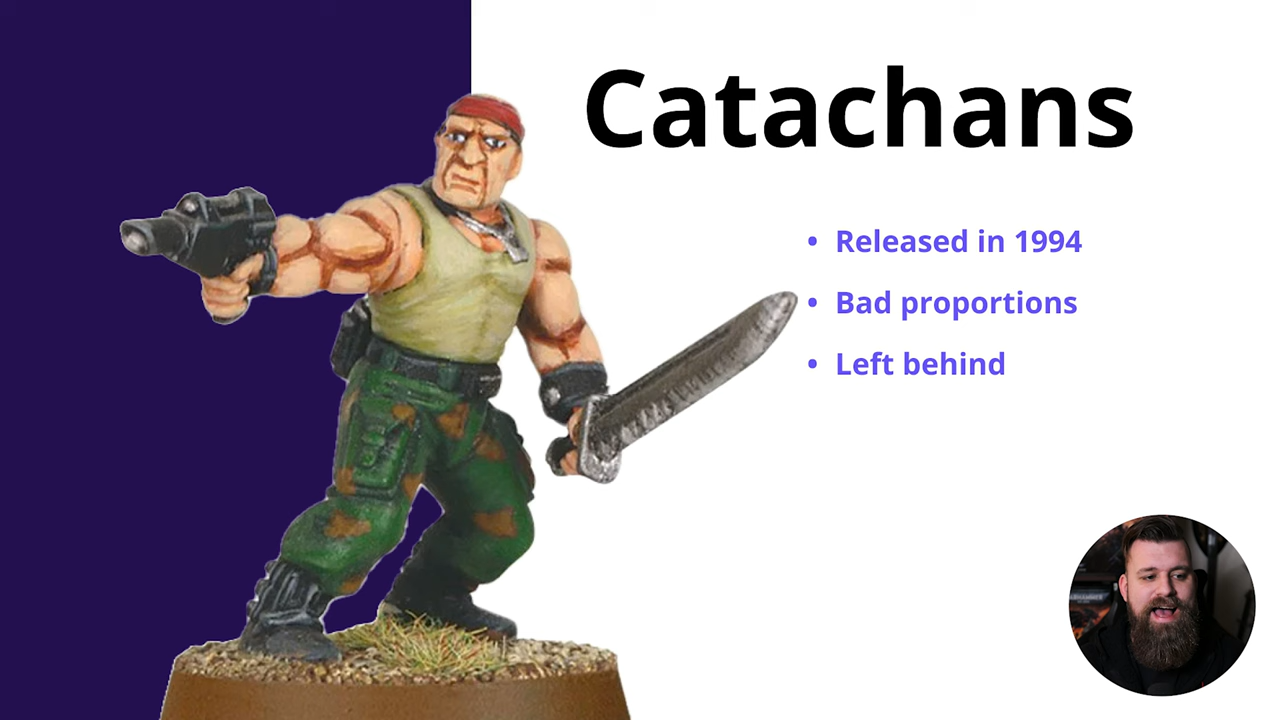 Catachans
• Released in 1994
• Bad proportions
• Left behind